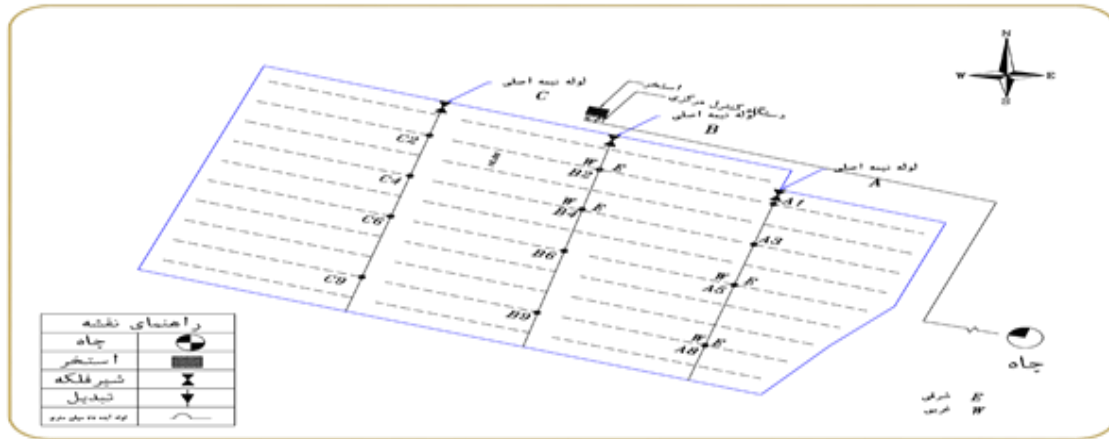 N
W E
S
استخر
دستگاه کنترل مرکزی
لوله نیمه اصلی
لوله نیمه اصلی
C
B
لوله نیمه اصلی
A
C2
C4
C6
C9
W E
B2
W E
B4
B6
B9
A1
A3
W E
A5
W E
A8
چاه
شرقی E
غربی W
راهنمای نقشه
چاه
استخر
شیرفلکه
تبدیل